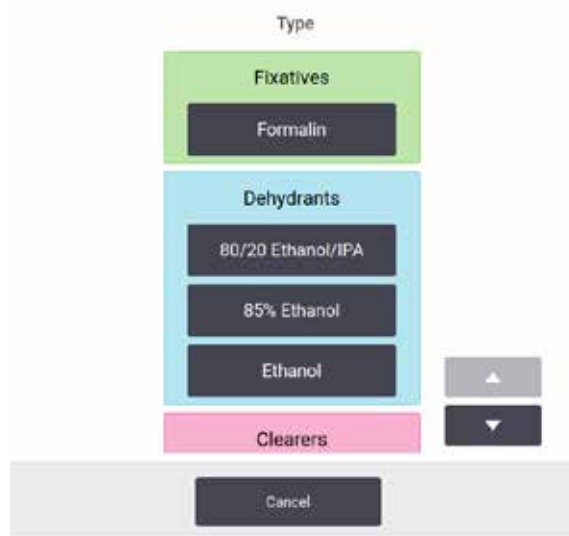 Type
Fixatives
Formalin
Dehydrants
80/20 Ethanol/IPA
85% Ethanol
Ethanol
Clearers
Cancel